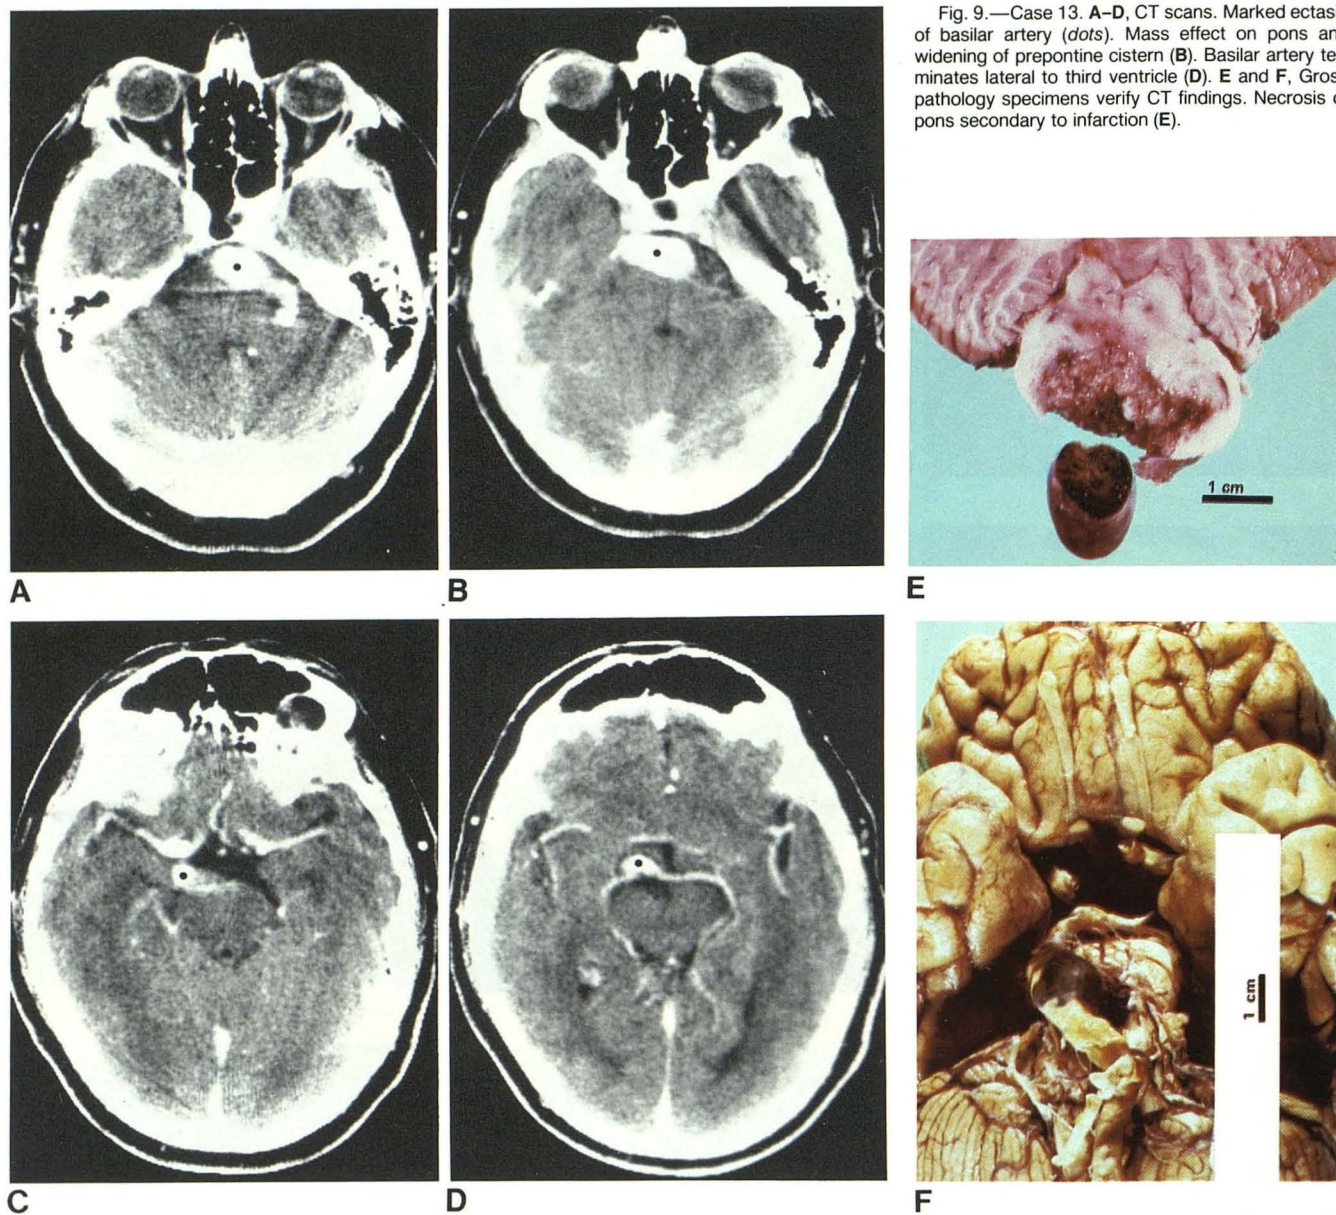 Fig. 9.—Case 13. A–D, CT scans. Marked ectas
of basilar artery (dots). Mass effect on pons an
widening of prepontine cistern (B). Basilar artery te
minates lateral to third ventricle (D). E and F, Gros
pathology specimens verify CT findings. Necrosis o
pons secondary to infarction (E).
A
B
1 cm
E
C
D
1 cm
F